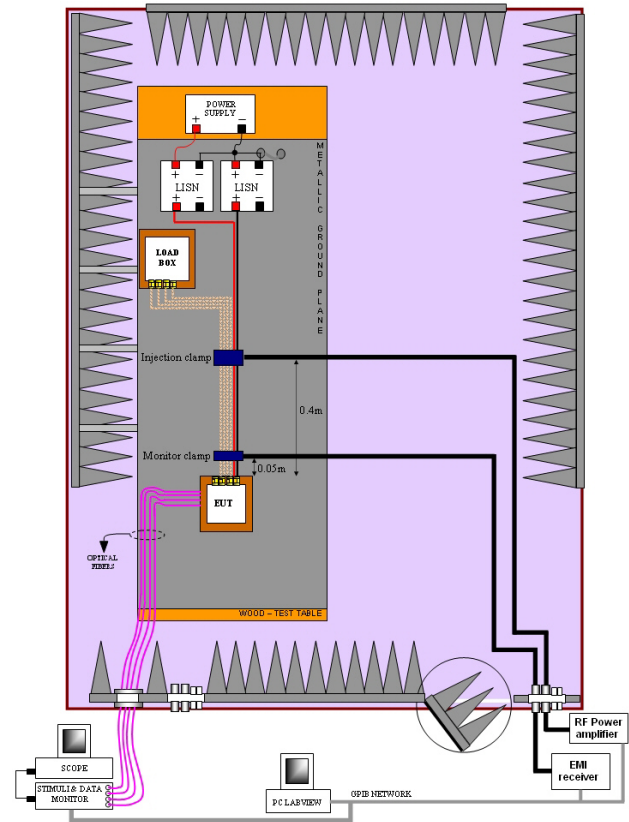 POWER
SUPPLY
+ −
METALLIC GROUND PLANE
+ − + −
LISN LISN
+ − + −
LOAD
BOX
Injection clamp
0.4m
Monitor clamp
0.05m
EUT
OPTICAL
FIBERS
WOOD – TEST TABLE
RF Power
amplifier
SCOPE
EMI
receiver
STIMULI & DATA
MONITOR
PC LABVIEW
GPIB NETWORK